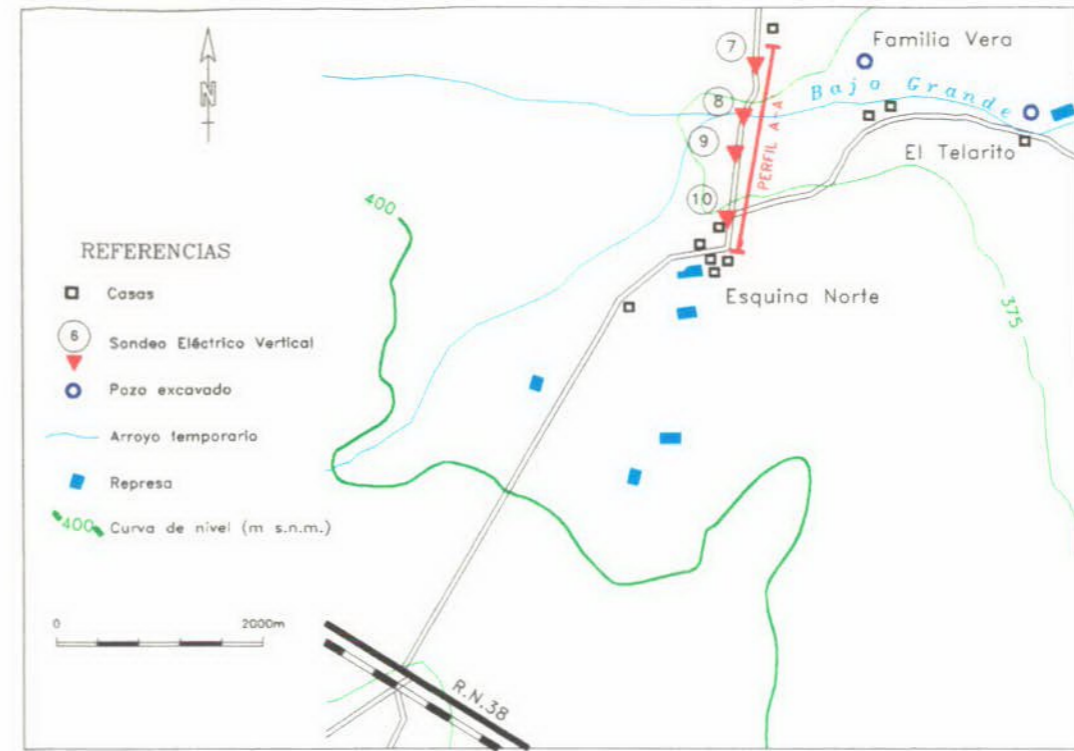 N
7
8
9
10
PERFIL A-A
Familia Vera
Bajo Grande
El Telarito
Esquina Norte
400
375
R.N.38
REFERENCIAS
Casas
6 Sondeo Eléctrico Vertical
Pozo excavado
Arroyo temporario
Represa
400 Curva de nivel (m s.n.m.)
0 2000m